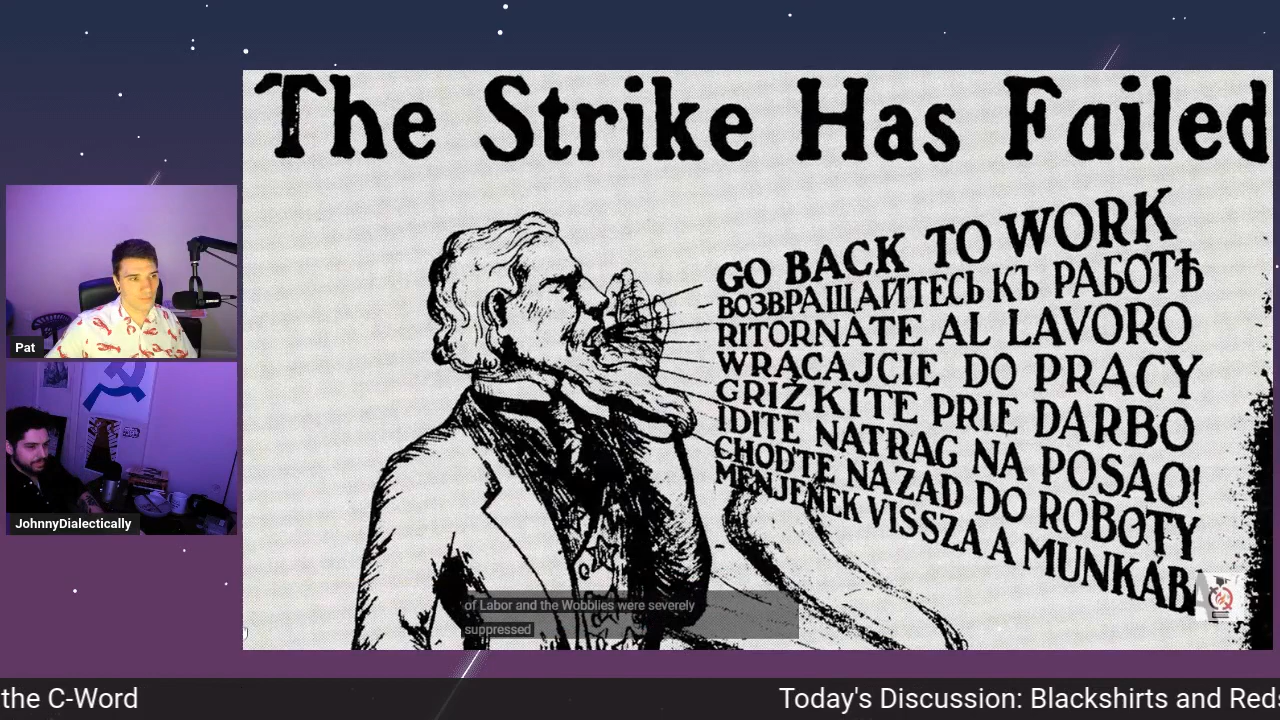 The Strike Has Failed
GO BACK TO WORK
ВОЗВРАЩАЙТЕСЬ КЪ РАБОТѢ
RITORNATE AL LAVORO
WRĄCAJCIE DO PRACY
GRIŽKITE PRIE DARBO
IDITE NATRAG NA POSAO!
CHOĎTE NAZAD DO ROBOTY
MENJENEK VISSZA A MUNKÁBA
of Labor and the Wobblies were severely
suppressed
Pat
JohnnyDialectically
the C-Word
Today's Discussion: Blackshirts and Reds